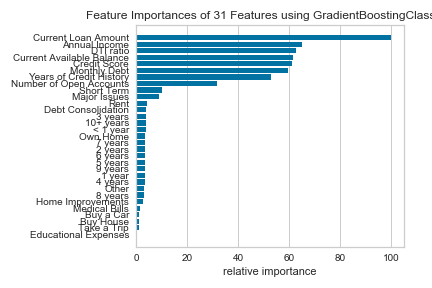 Feature Importances of 31 Features using GradientBoostingClass
Current Loan Amount
Annual Income
DTI ratio
Current Available Balance
Credit Score
Monthly Debt
Years of Credit History
Number of Open Accounts
Short Term
Major Issues
Rent
Debt Consolidation
3 years
10+ years
< 1 year
Own Home
7 years
2 years
6 years
5 years
9 years
1 year
4 years
Other
8 years
Home Improvements
Medical Bills
Buy a Car
Buy House
Take a Trip
Educational Expenses
0 20 40 60 80 100
relative importance